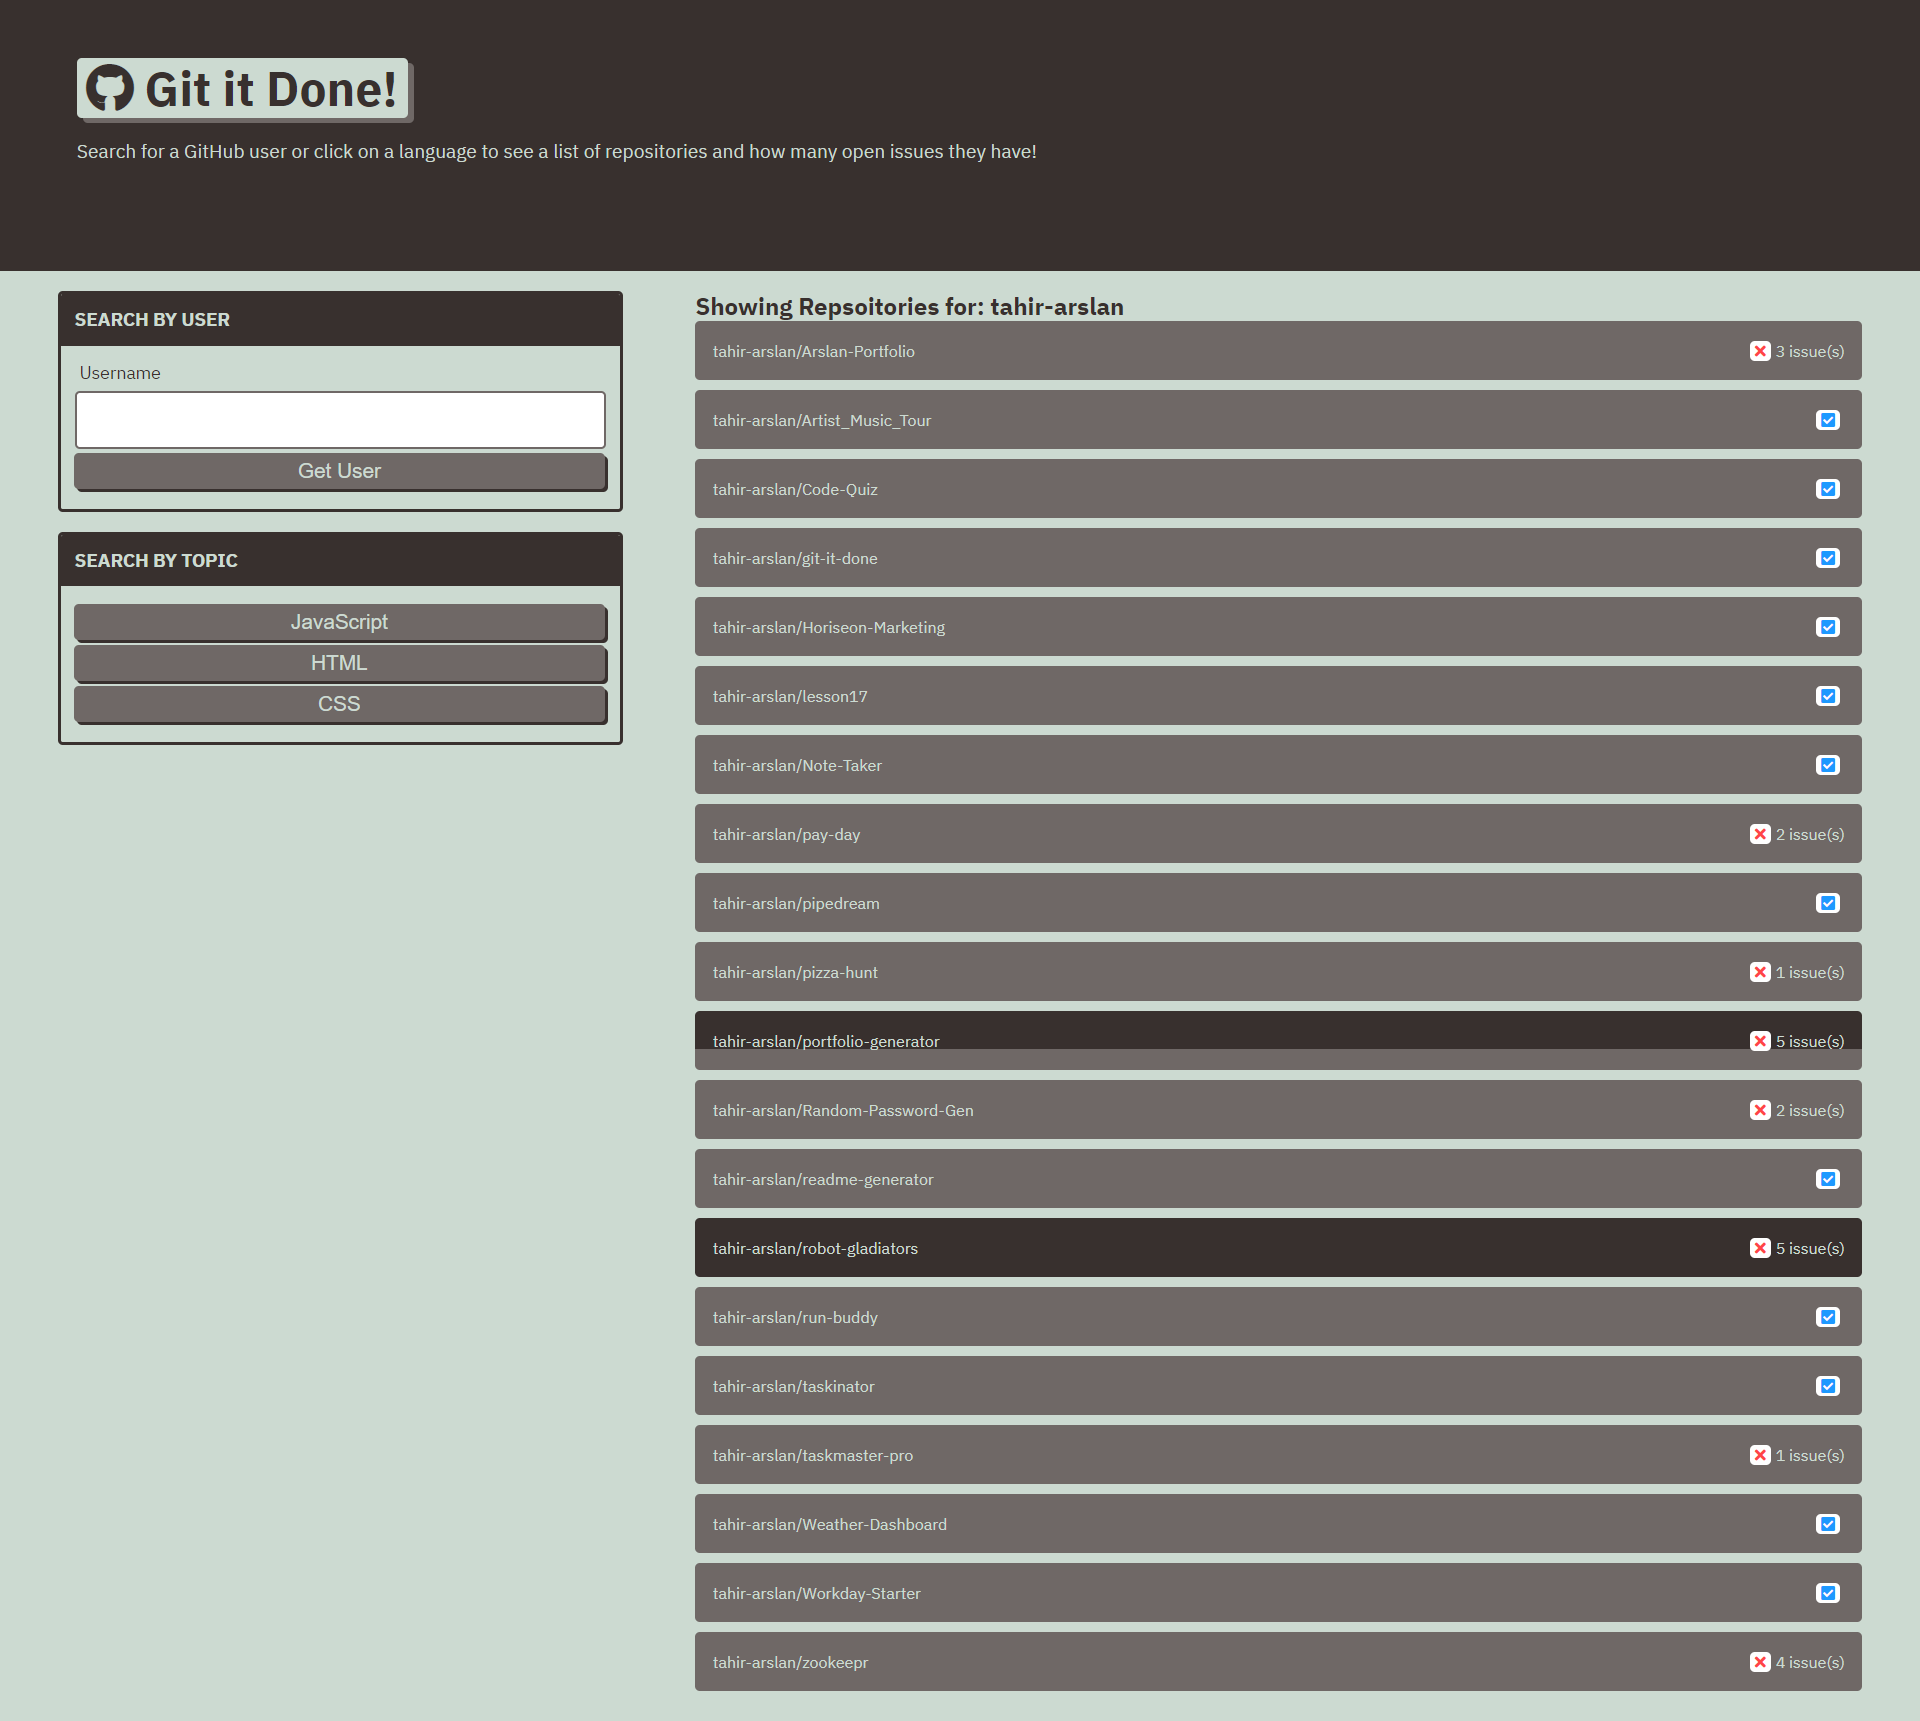 Git it Done!
Search for a GitHub user or click on a language to see a list of repositories and how many open issues they have!
SEARCH BY USER
Username
Get User
SEARCH BY TOPIC
JavaScript
HTML
CSS
Showing Repsoitories for: tahir-arslan
tahir-arslan/Arslan-Portfolio 3 issue(s)
tahir-arslan/Artist_Music_Tour
tahir-arslan/Code-Quiz
tahir-arslan/git-it-done
tahir-arslan/Horiseon-Marketing
tahir-arslan/lesson17
tahir-arslan/Note-Taker
tahir-arslan/pay-day 2 issue(s)
tahir-arslan/pipedream
tahir-arslan/pizza-hunt 1 issue(s)
tahir-arslan/portfolio-generator 5 issue(s)
tahir-arslan/Random-Password-Gen 2 issue(s)
tahir-arslan/readme-generator
tahir-arslan/robot-gladiators 5 issue(s)
tahir-arslan/run-buddy
tahir-arslan/taskinator
tahir-arslan/taskmaster-pro 1 issue(s)
tahir-arslan/Weather-Dashboard
tahir-arslan/Workday-Starter
tahir-arslan/zookeepr 4 issue(s)